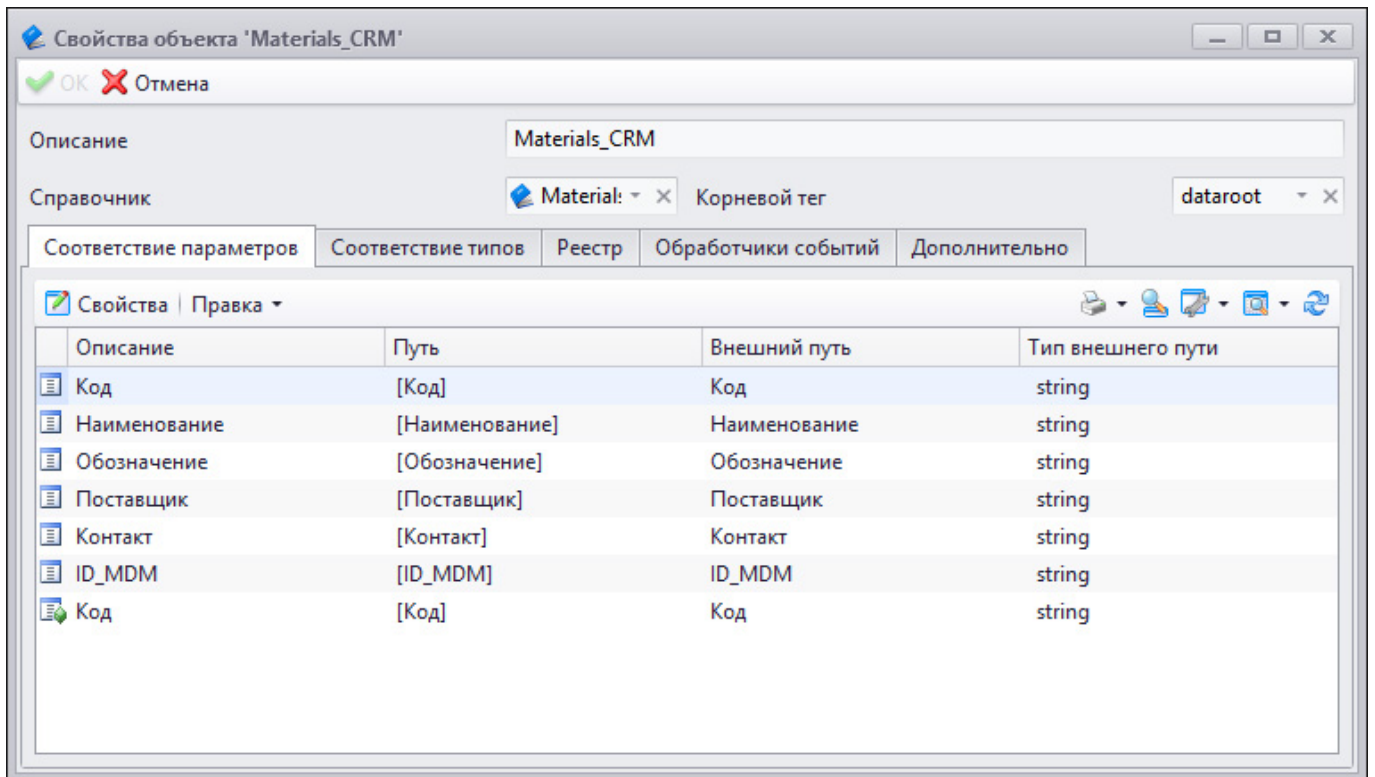 Свойства объекта 'Materials_CRM'
ОК Отмена
Описание Materials_CRM
Справочник Materials Корневой тег dataroot
Соответствие параметров Соответствие типов Реестр Обработчики событий Дополнительно
Свойства Правка
Описание Путь Внешний путь Тип внешнего пути
Код [Код] Код string
Наименование [Наименование] Наименование string
Обозначение [Обозначение] Обозначение string
Поставщик [Поставщик] Поставщик string
Контакт [Контакт] Контакт string
ID_MDM [ID_MDM] ID_MDM string
Код [Код] Код string